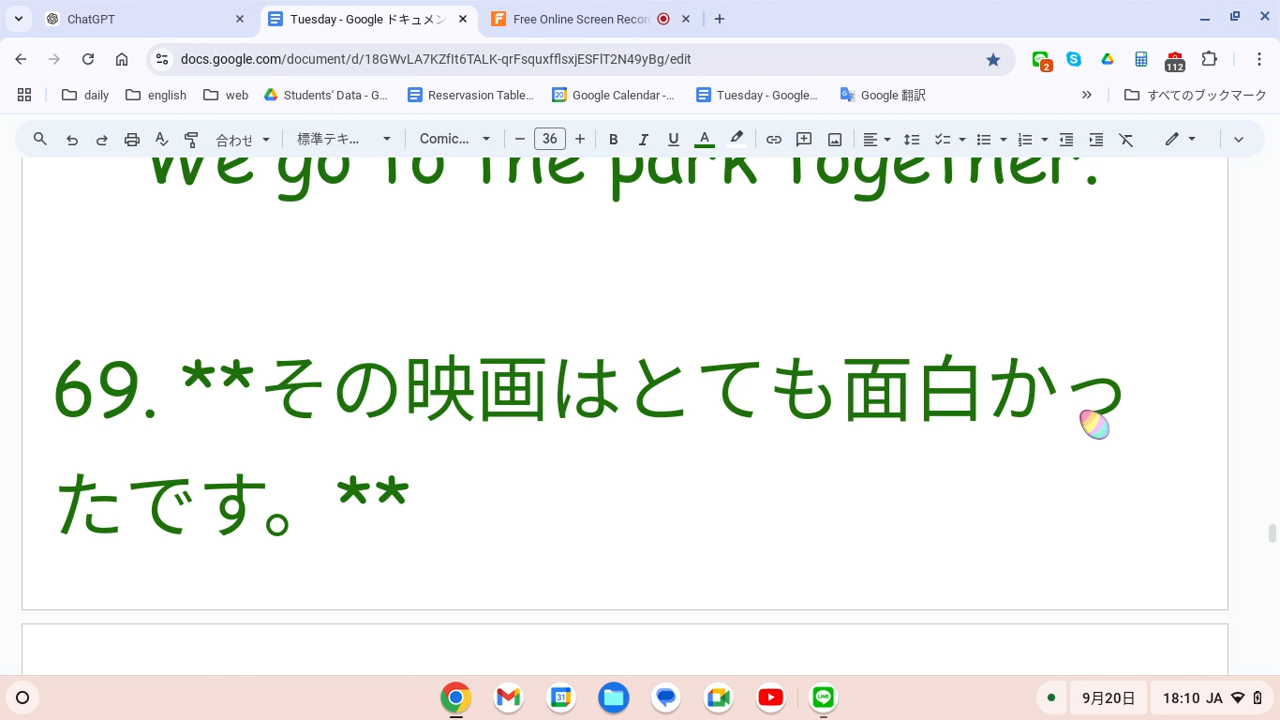 ChatGPT
Tuesday - Google ドキュメン
Free Online Screen Recor
docs.google.com/document/d/18GWvLA7KZfIt6TALK-qrFsquxfflsxjESFlT2N49yBg/edit
2
112
daily
english
web
Students' Data - G...
Reservasion Table...
Google Calendar -...
Tuesday - Google...
Google 翻訳
すべてのブックマーク
合わせ
標準テキ...
Comic...
36
We go to the park together.
69. **その映画はとても面白かっ
たです。**
9月20日
18:10 JA